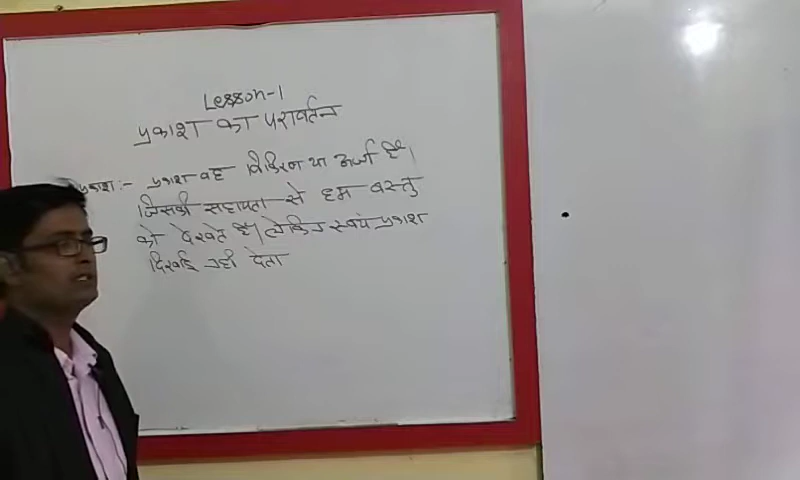 Lesson-1
प्रकाश का परावर्तन
प्रकाश :- प्रकाश वह विकिरण या ऊर्जा है।
जिसकी सहायता से हम वस्तु
को देखते हैं। लेकिन स्वयं प्रकाश
दिखाई नहीं देता